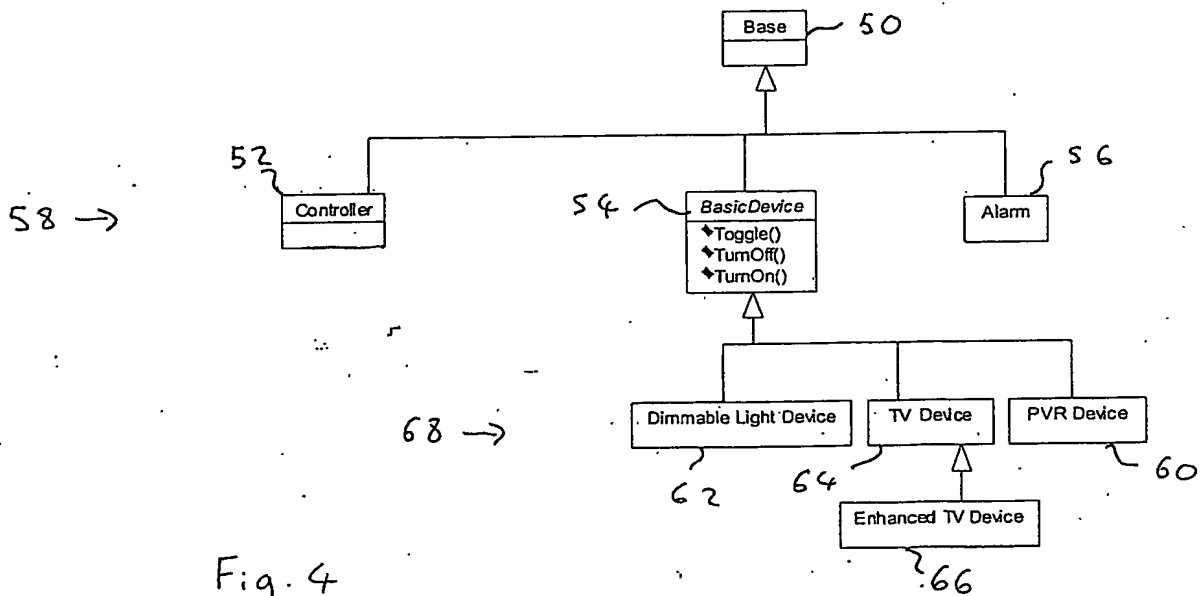 Base
50
52
56
58 →
Controller
54
BasicDevice
Alarm
Toggle()
TurnOff()
TurnOn()
68 →
Dimmable Light Device
TV Device
PVR Device
62
64
60
Enhanced TV Device
66
Fig. 4